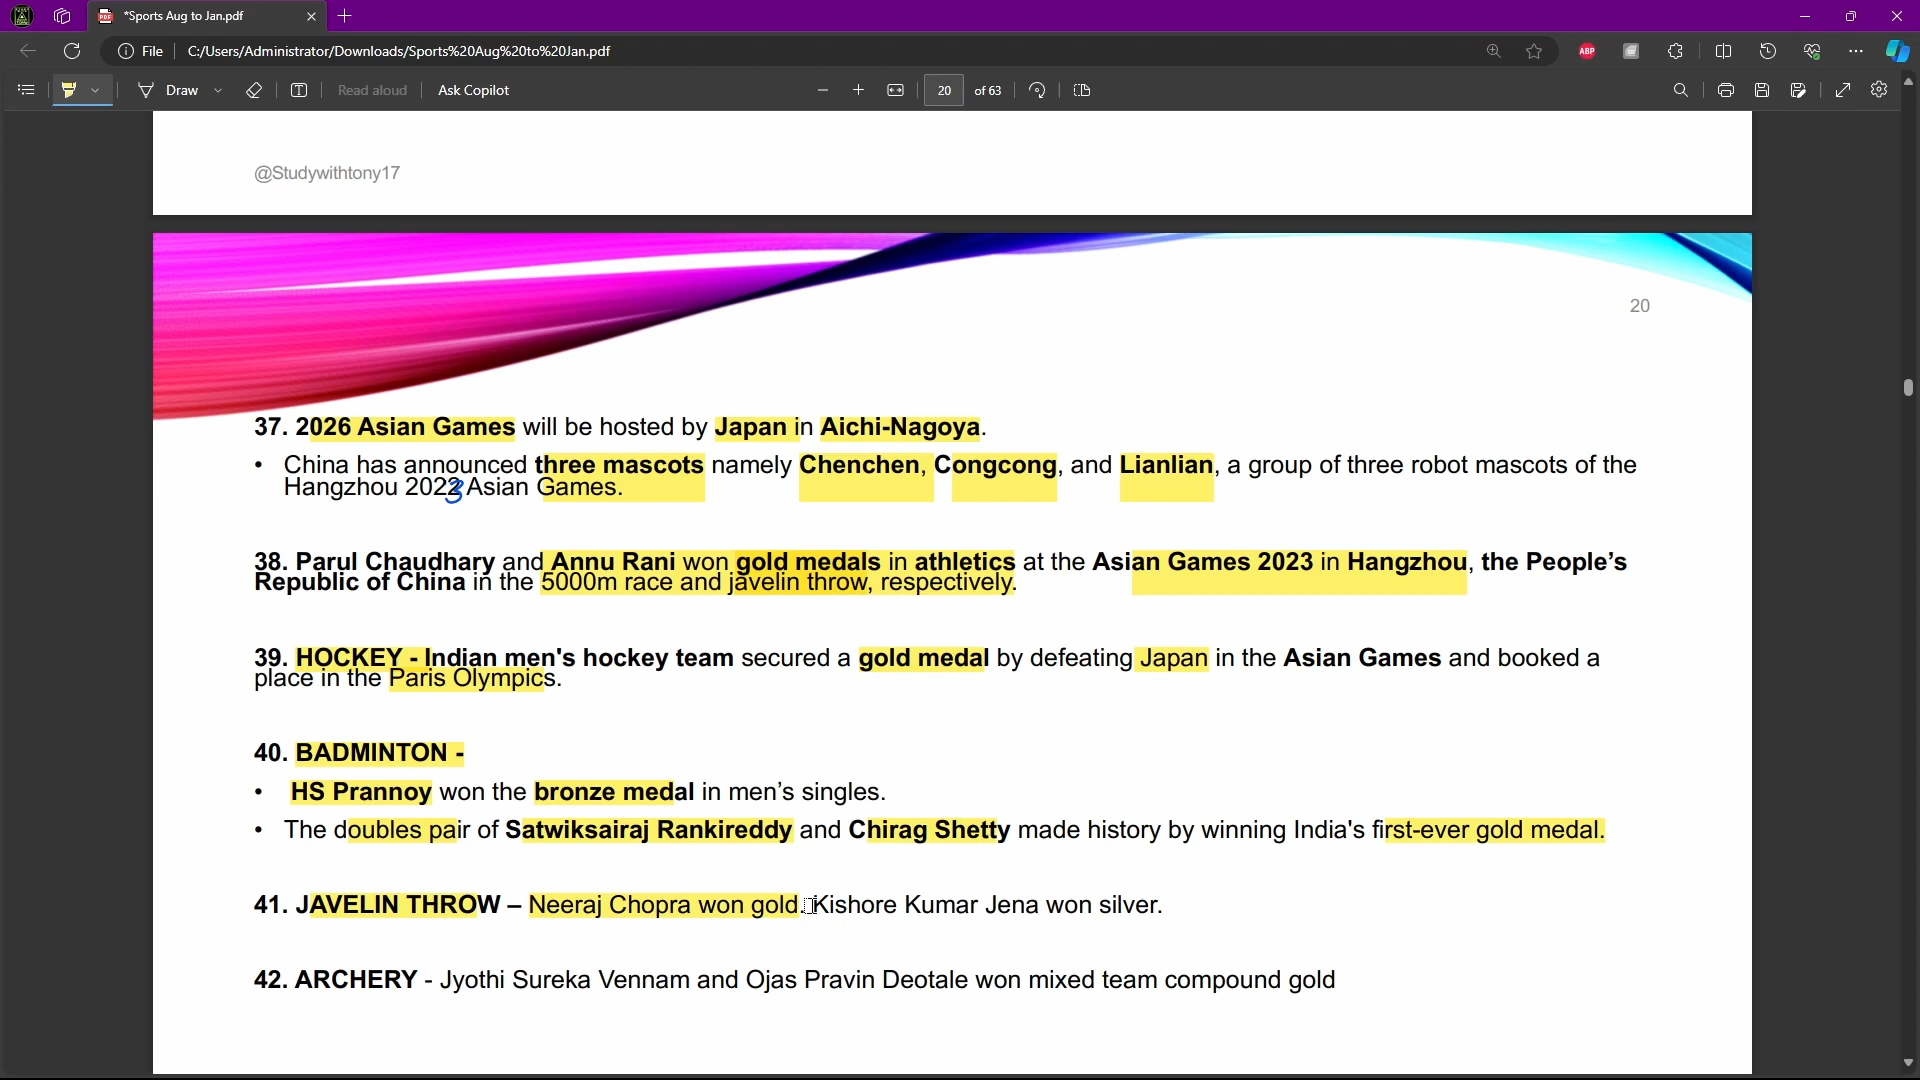 *Sports Aug to Jan.pdf
File C:/Users/Administrator/Downloads/Sports%20Aug%20to%20Jan.pdf
ABP
Draw Read aloud Ask Copilot 20 of 63
@Studywithtony17
20
37. 2026 Asian Games will be hosted by Japan in Aichi-Nagoya.
• China has announced three mascots namely Chenchen, Congcong, and Lianlian, a group of three robot mascots of the
Hangzhou 2023 Asian Games.
38. Parul Chaudhary and Annu Rani won gold medals in athletics at the Asian Games 2023 in Hangzhou, the People’s
Republic of China in the 5000m race and javelin throw, respectively.
39. HOCKEY - Indian men's hockey team secured a gold medal by defeating Japan in the Asian Games and booked a
place in the Paris Olympics.
40. BADMINTON -
• HS Prannoy won the bronze medal in men’s singles.
• The doubles pair of Satwiksairaj Rankireddy and Chirag Shetty made history by winning India's first-ever gold medal.
41. JAVELIN THROW – Neeraj Chopra won gold. Kishore Kumar Jena won silver.
42. ARCHERY - Jyothi Sureka Vennam and Ojas Pravin Deotale won mixed team compound gold